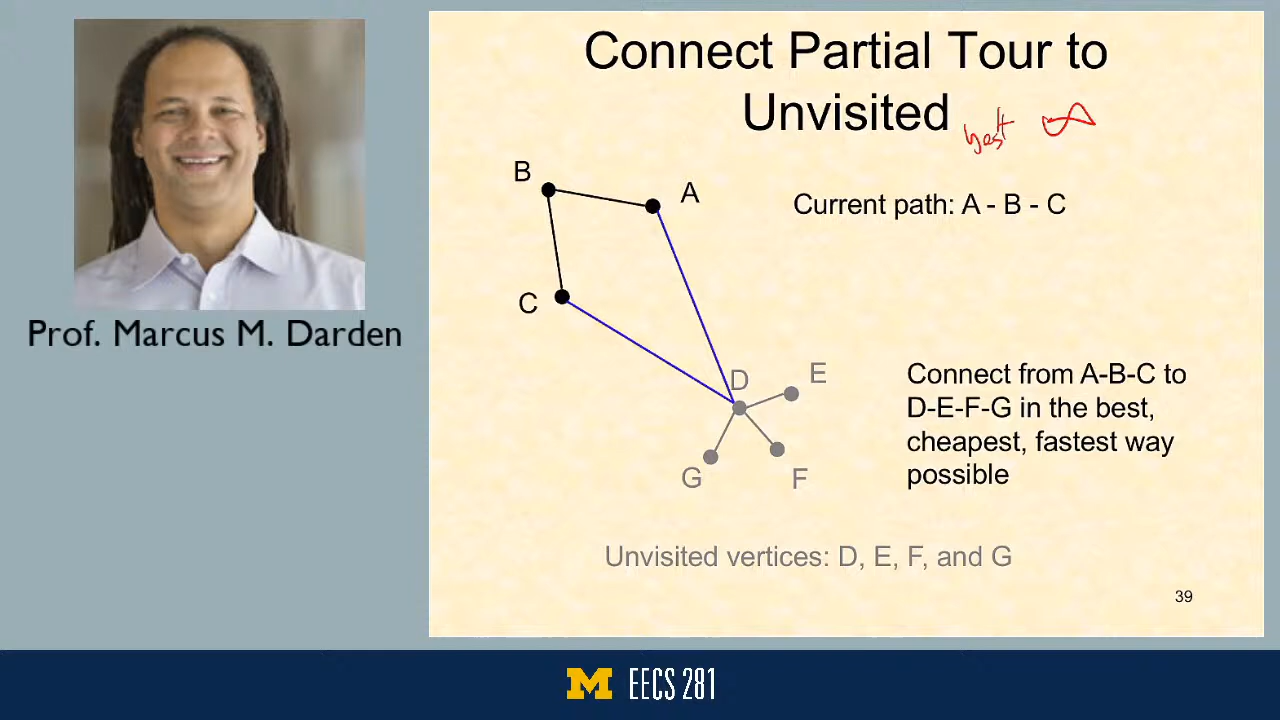 Connect Partial Tour to
Unvisited
best ∞
B
A
Current path: A - B - C
C
D
E
Connect from A-B-C to
D-E-F-G in the best,
cheapest, fastest way
possible
G
F
Unvisited vertices: D, E, F, and G
39
Prof. Marcus M. Darden
M EECS 281